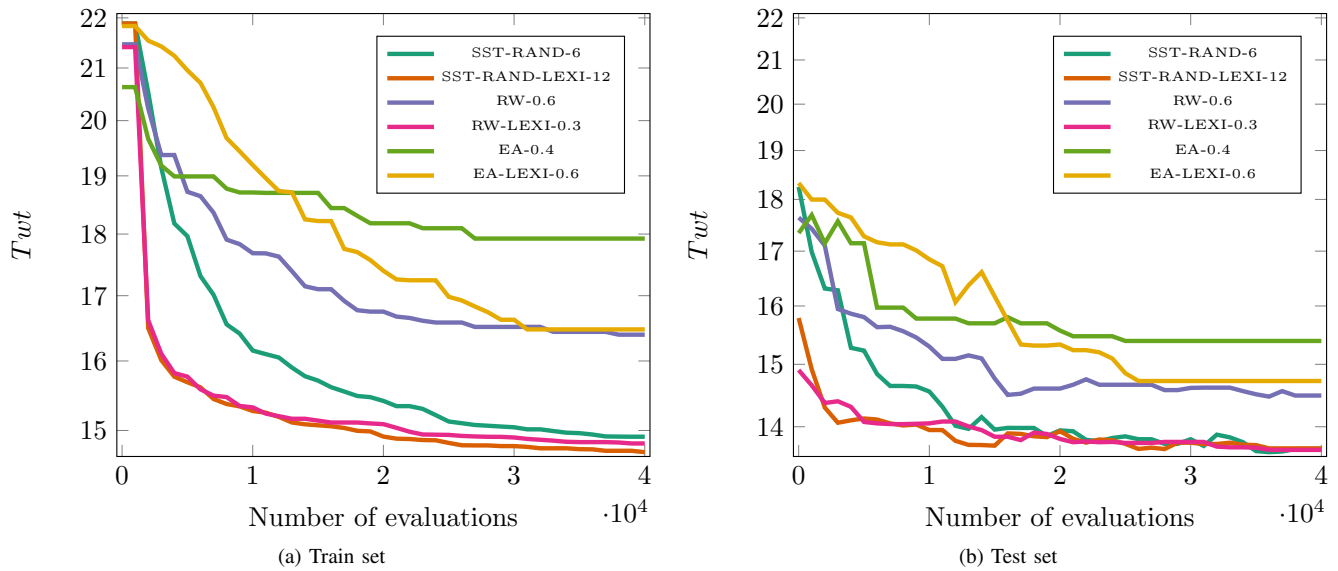 22
21
20
19
18
17
16
15
Twt
0
1
2
3
4
Number of evaluations
·10⁴
SST-RAND-6
SST-RAND-LEXI-12
RW-0.6
RW-LEXI-0.3
EA-0.4
EA-LEXI-0.6
(a) Train set
22
21
20
19
18
17
16
15
14
Twt
0
1
2
3
4
Number of evaluations
·10⁴
SST-RAND-6
SST-RAND-LEXI-12
RW-0.6
RW-LEXI-0.3
EA-0.4
EA-LEXI-0.6
(b) Test set